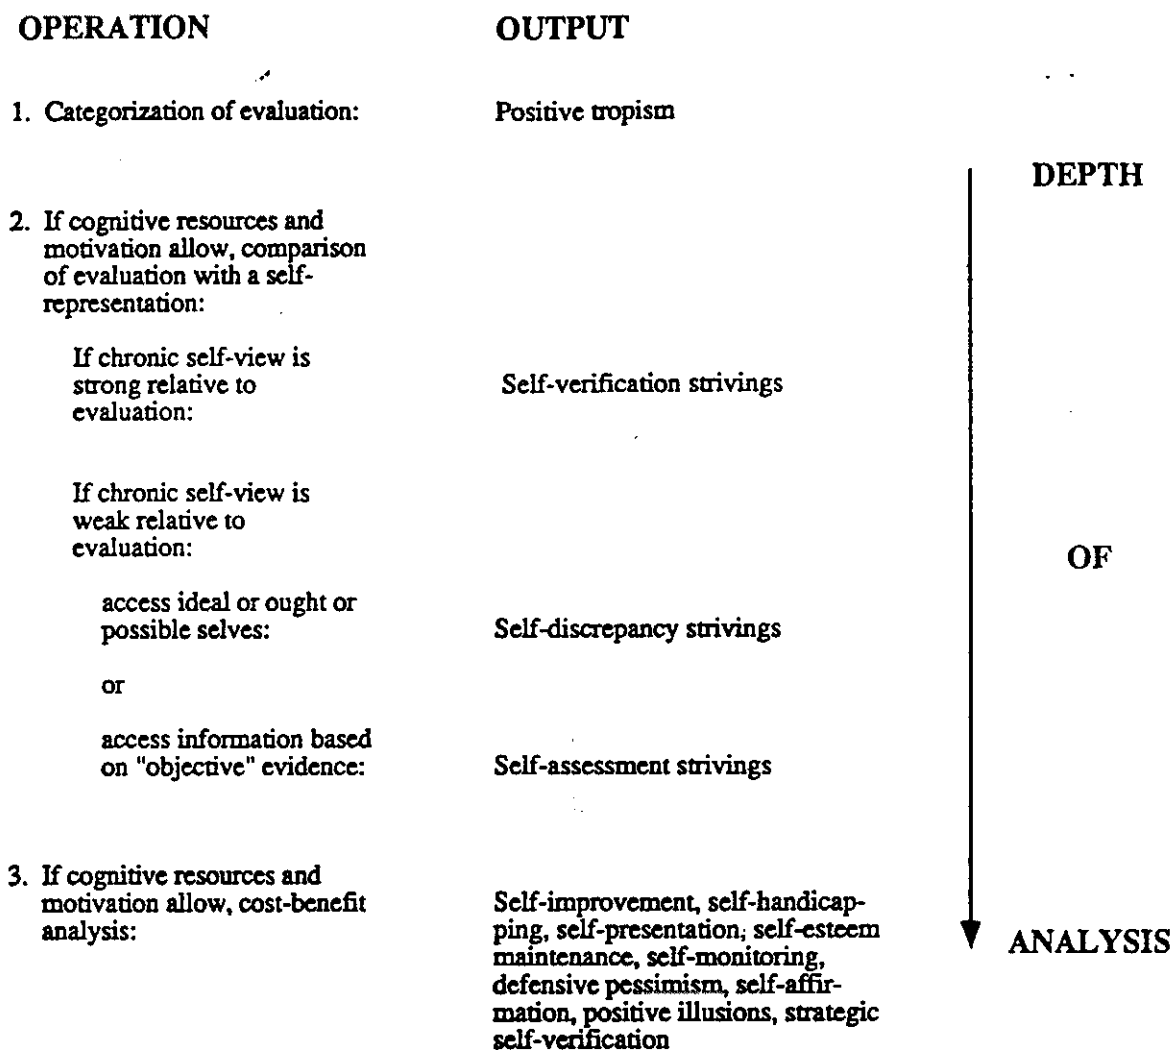 OPERATION OUTPUT
1. Categorization of evaluation: Positive tropism
DEPTH
2. If cognitive resources and
motivation allow, comparison
of evaluation with a self-
representation:
If chronic self-view is
strong relative to Self-verification strivings
evaluation:
If chronic self-view is
weak relative to
evaluation:
OF
access ideal or ought or
possible selves: Self-discrepancy strivings
or
access information based
on "objective" evidence: Self-assessment strivings
3. If cognitive resources and
motivation allow, cost-benefit
analysis:
Self-improvement, self-handicap-
ping, self-presentation, self-esteem
maintenance, self-monitoring,
defensive pessimism, self-affir-
mation, positive illusions, strategic
self-verification
ANALYSIS